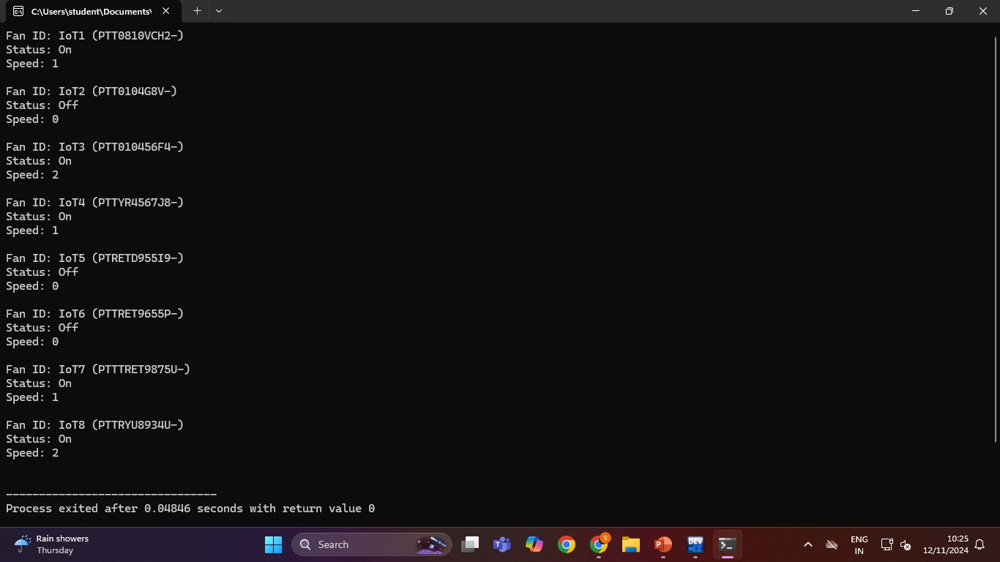 C:\Users\student\Documents\
Fan ID: IoT1 (PTT0810VCH2-)
Status: On
Speed: 1
Fan ID: IoT2 (PTT0104G8V-)
Status: Off
Speed: 0
Fan ID: IoT3 (PTT010456F4-)
Status: On
Speed: 2
Fan ID: IoT4 (PTTYR4567J8-)
Status: On
Speed: 1
Fan ID: IoT5 (PTRETD955I9-)
Status: Off
Speed: 0
Fan ID: IoT6 (PTTRET9655P-)
Status: Off
Speed: 0
Fan ID: IoT7 (PTTTRET9875U-)
Status: On
Speed: 1
Fan ID: IoT8 (PTTRYU8934U-)
Status: On
Speed: 2
--------------------------------
Process exited after 0.04846 seconds with return value 0
Rain showers
Thursday
Search
S
DEV
ENG
IN
10:25
12/11/2024